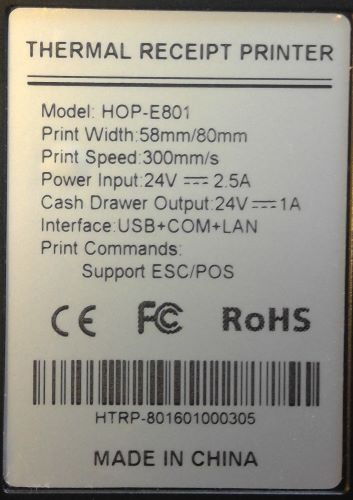 THERMAL RECEIPT PRINTER
Model: HOP-E801
Print Width:58mm/80mm
Print Speed:300mm/s
Power Input:24V ⎓ 2.5A
Cash Drawer Output:24V⎓1A
Interface:USB+COM+LAN
Print Commands:
Support ESC/POS
CE FC RoHS
HTRP-801601000305
MADE IN CHINA